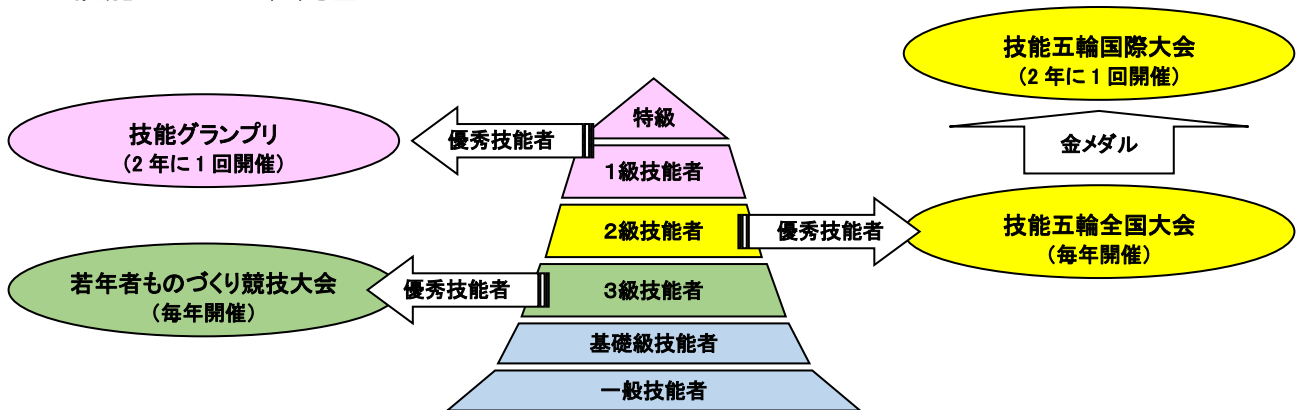 技能五輪国際大会
（２年に１回開催）
特級
技能グランプリ
（２年に１回開催）
優秀技能者
金メダル
１級技能者
２級技能者
優秀技能者
技能五輪全国大会
（毎年開催）
若年者ものづくり競技大会
（毎年開催）
優秀技能者
３級技能者
基礎級技能者
一般技能者